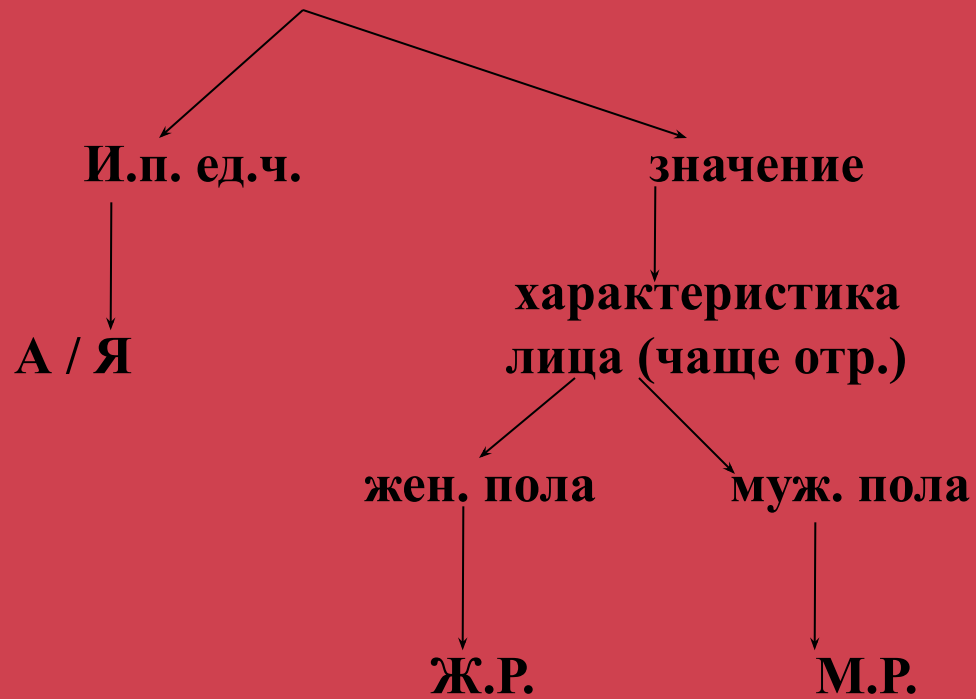 И.п. ед.ч.
значение
характеристика
лица (чаще отр.)
А / Я
жен. пола
муж. пола
Ж.Р.
М.Р.